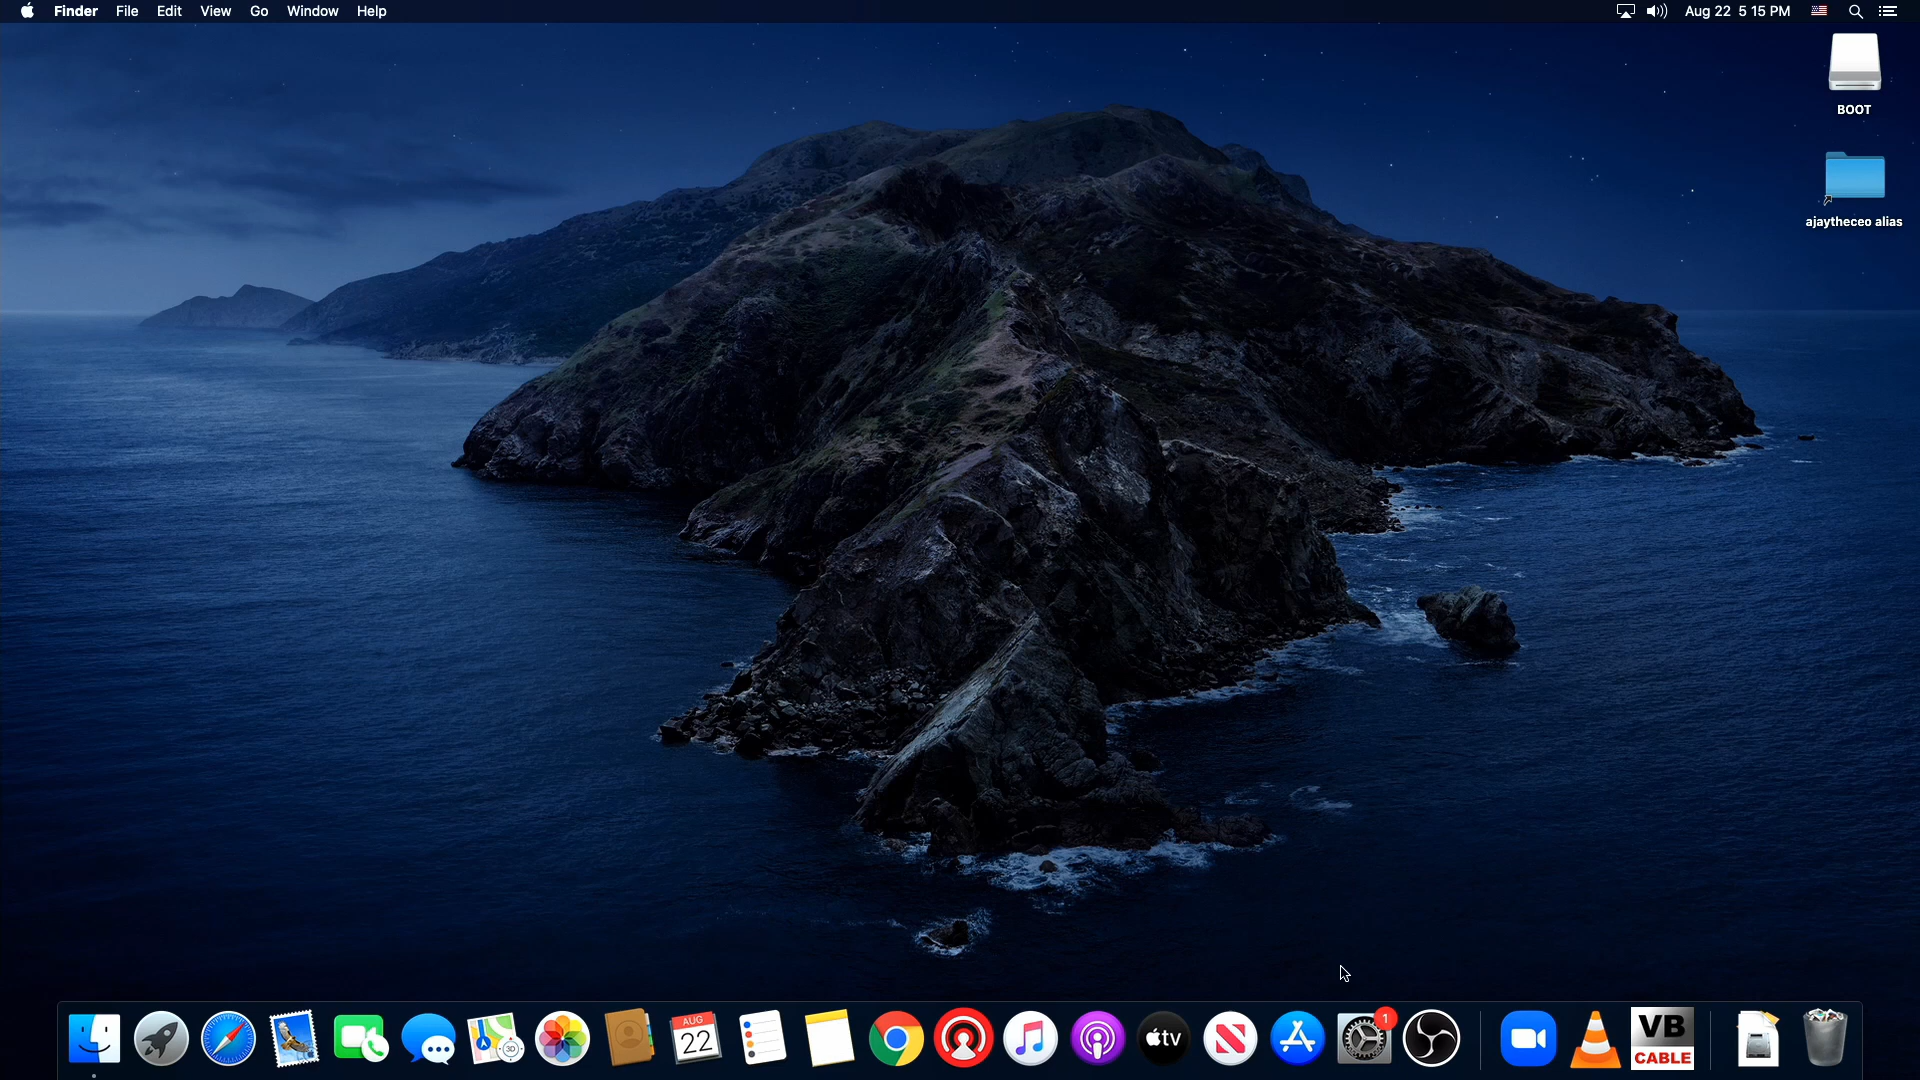 Finder File Edit View Go Window Help
Aug 22 5 15 PM
BOOT
ajaytheceo alias
3D
AUG
22
tv
1
VB
CABLE